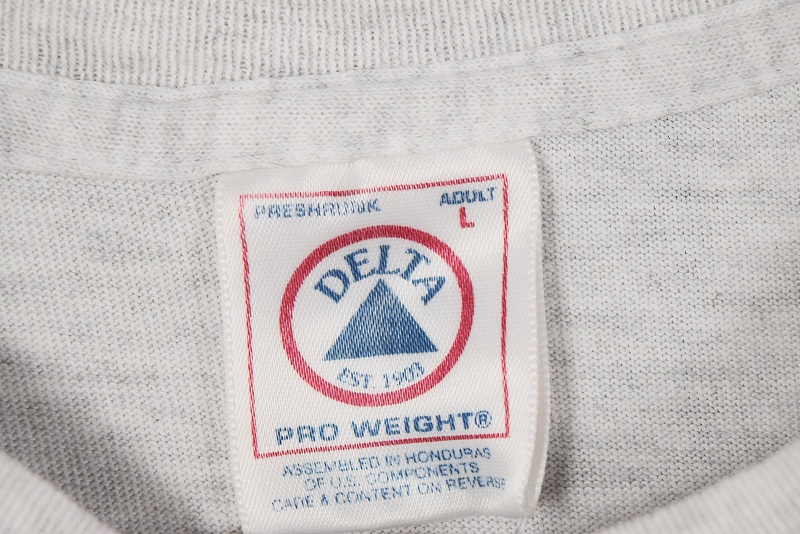 PRESHRUNK
ADULT
L
DELTA
EST. 1903
PRO WEIGHT®
ASSEMBLED IN HONDURAS
OF U.S. COMPONENTS
CARE & CONTENT ON REVERSE